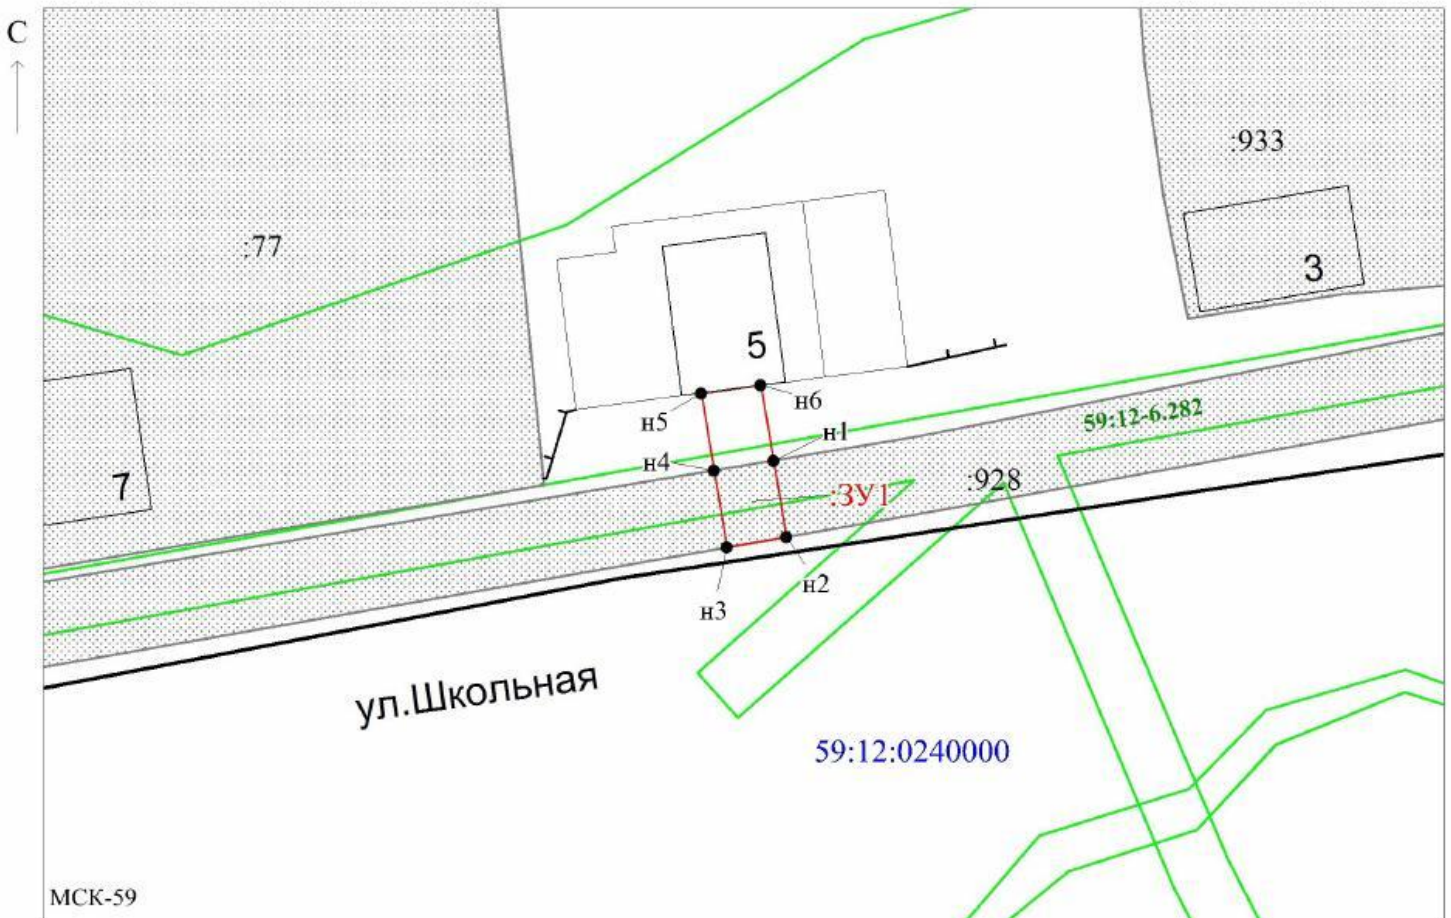 С
:933
:77
3
5
н6
н5
59:12-6.282
н1
н4
7
:928
:ЗУ1
н2
н3
ул.Школьная
59:12:0240000
МСК-59